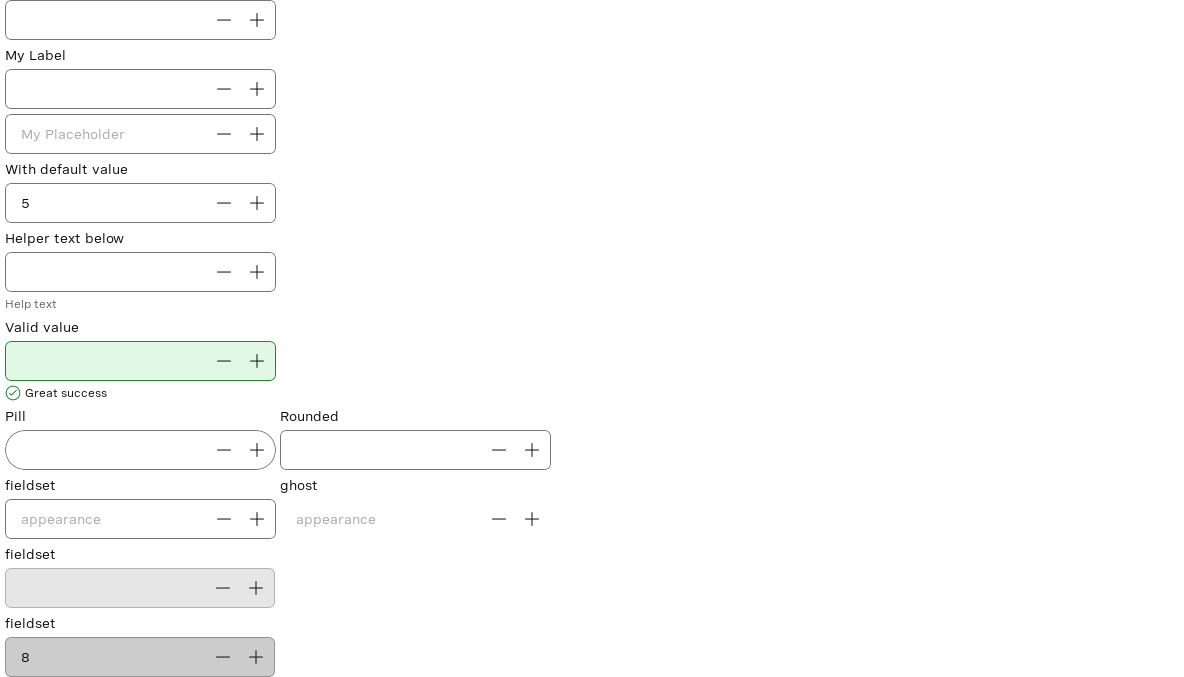 My Label
My Placeholder
With default value
5
Helper text below
Help text
Valid value
Great success
Pill
Rounded
fieldset
ghost
appearance
appearance
fieldset
fieldset
8